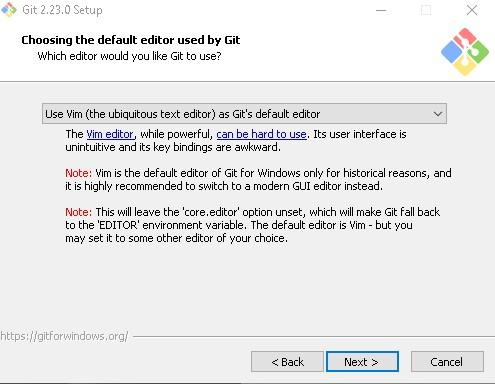 Git 2.23.0 Setup
Choosing the default editor used by Git
Which editor would you like Git to use?
Use Vim (the ubiquitous text editor) as Git's default editor
The Vim editor, while powerful, can be hard to use. Its user interface is
unintuitive and its key bindings are awkward.
Note: Vim is the default editor of Git for Windows only for historical reasons, and
it is highly recommended to switch to a modern GUI editor instead.
Note: This will leave the 'core.editor' option unset, which will make Git fall back
to the 'EDITOR' environment variable. The default editor is Vim - but you
may set it to some other editor of your choice.
https://gitforwindows.org/
< Back
Next >
Cancel